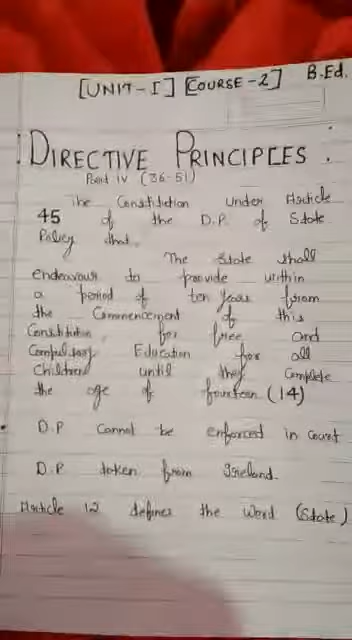 [UNIT-I] [COURSE-2] B.Ed.
DIRECTIVE PRINCIPLES.
Part IV (36-51)
The Constitution under Article
45 of the D.P. of State
Policy that.
The State shall
endeavour to provide within
a period of ten years from
the Commencement of this
Constitution, for free and
Compulsory Education for all
Children until they Complete
the age of fourteen (14)
D.P Cannot be enforced in Court
D.P taken from Ireland.
Article 12 defines the word (State)